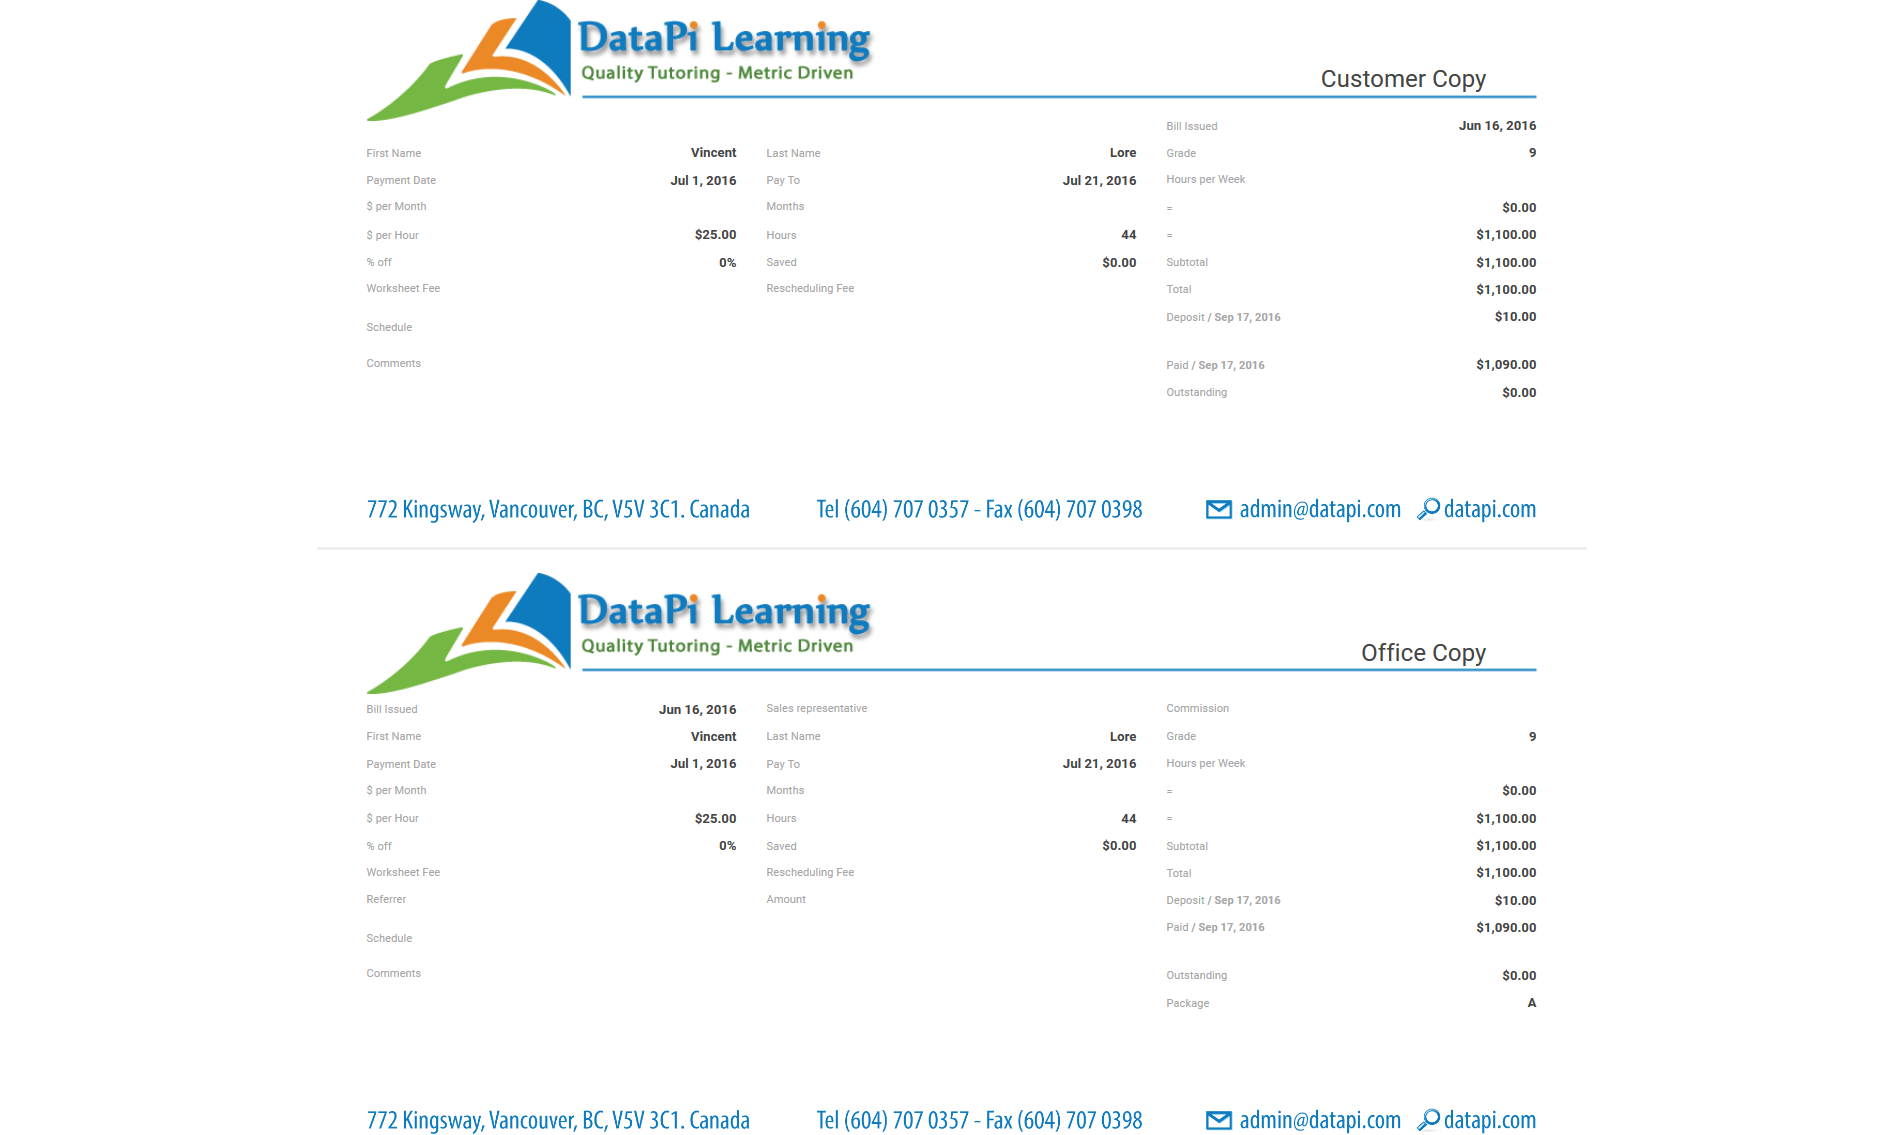 DataPi Learning
Quality Tutoring - Metric Driven
Customer Copy
Bill Issued Jun 16, 2016
First Name Vincent Last Name Lore Grade 9
Payment Date Jul 1, 2016 Pay To Jul 21, 2016 Hours per Week
$ per Month Months = $0.00
$ per Hour $25.00 Hours 44 = $1,100.00
% off 0% Saved $0.00 Subtotal $1,100.00
Worksheet Fee Rescheduling Fee Total $1,100.00
Deposit / Sep 17, 2016 $10.00
Schedule
Comments Paid / Sep 17, 2016 $1,090.00
Outstanding $0.00
772 Kingsway, Vancouver, BC, V5V 3C1. Canada Tel (604) 707 0357 - Fax (604) 707 0398 admin@datapi.com datapi.com
DataPi Learning
Quality Tutoring - Metric Driven
Office Copy
Bill Issued Jun 16, 2016 Sales representative Commission
First Name Vincent Last Name Lore Grade 9
Payment Date Jul 1, 2016 Pay To Jul 21, 2016 Hours per Week
$ per Month Months = $0.00
$ per Hour $25.00 Hours 44 = $1,100.00
% off 0% Saved $0.00 Subtotal $1,100.00
Worksheet Fee Rescheduling Fee Total $1,100.00
Referrer Amount Deposit / Sep 17, 2016 $10.00
Paid / Sep 17, 2016 $1,090.00
Schedule
Comments Outstanding $0.00
Package A
772 Kingsway, Vancouver, BC, V5V 3C1. Canada Tel (604) 707 0357 - Fax (604) 707 0398 admin@datapi.com datapi.com